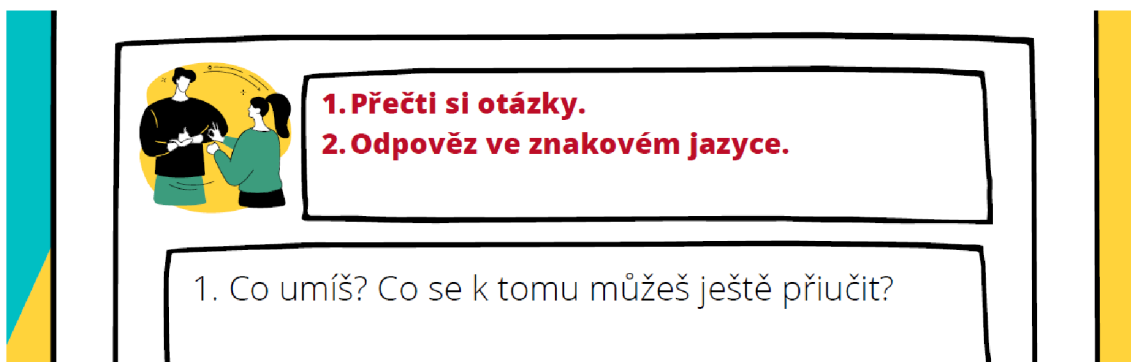 1. Přečti si otázky.
2. Odpověz ve znakovém jazyce.
1. Co umíš? Co se k tomu můžeš ještě přiučit?